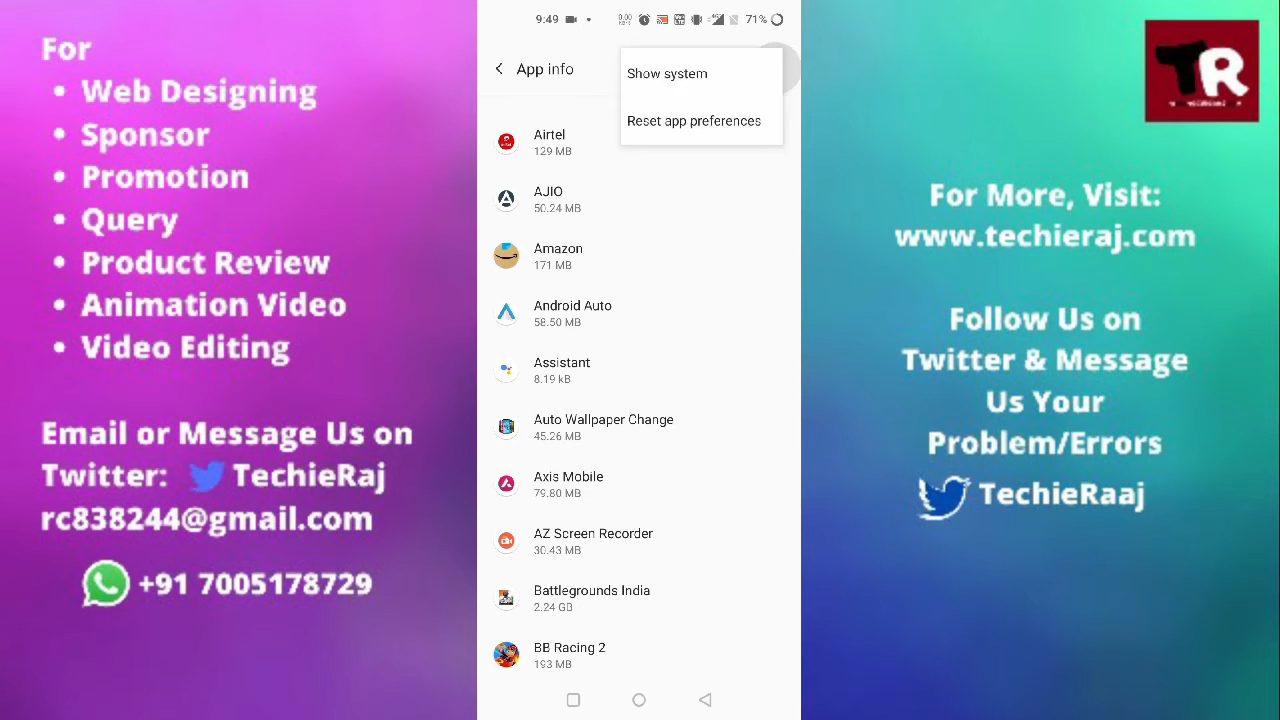 For
• Web Designing
• Sponsor
• Promotion
• Query
• Product Review
• Animation Video
• Video Editing
Email or Message Us on
Twitter: TechieRaj
rc838244@gmail.com
+91 7005178729
9:49
0.00
71%
App info
Show system
Reset app preferences
Airtel
129 MB
AJIO
50.24 MB
Amazon
171 MB
Android Auto
58.50 MB
Assistant
8.19 kB
Auto Wallpaper Change
45.26 MB
Axis Mobile
79.80 MB
AZ Screen Recorder
30.43 MB
Battlegrounds India
2.24 GB
BB Racing 2
193 MB
TR
For More, Visit:
www.techieraj.com
Follow Us on
Twitter & Message
Us Your
Problem/Errors
TechieRaaj